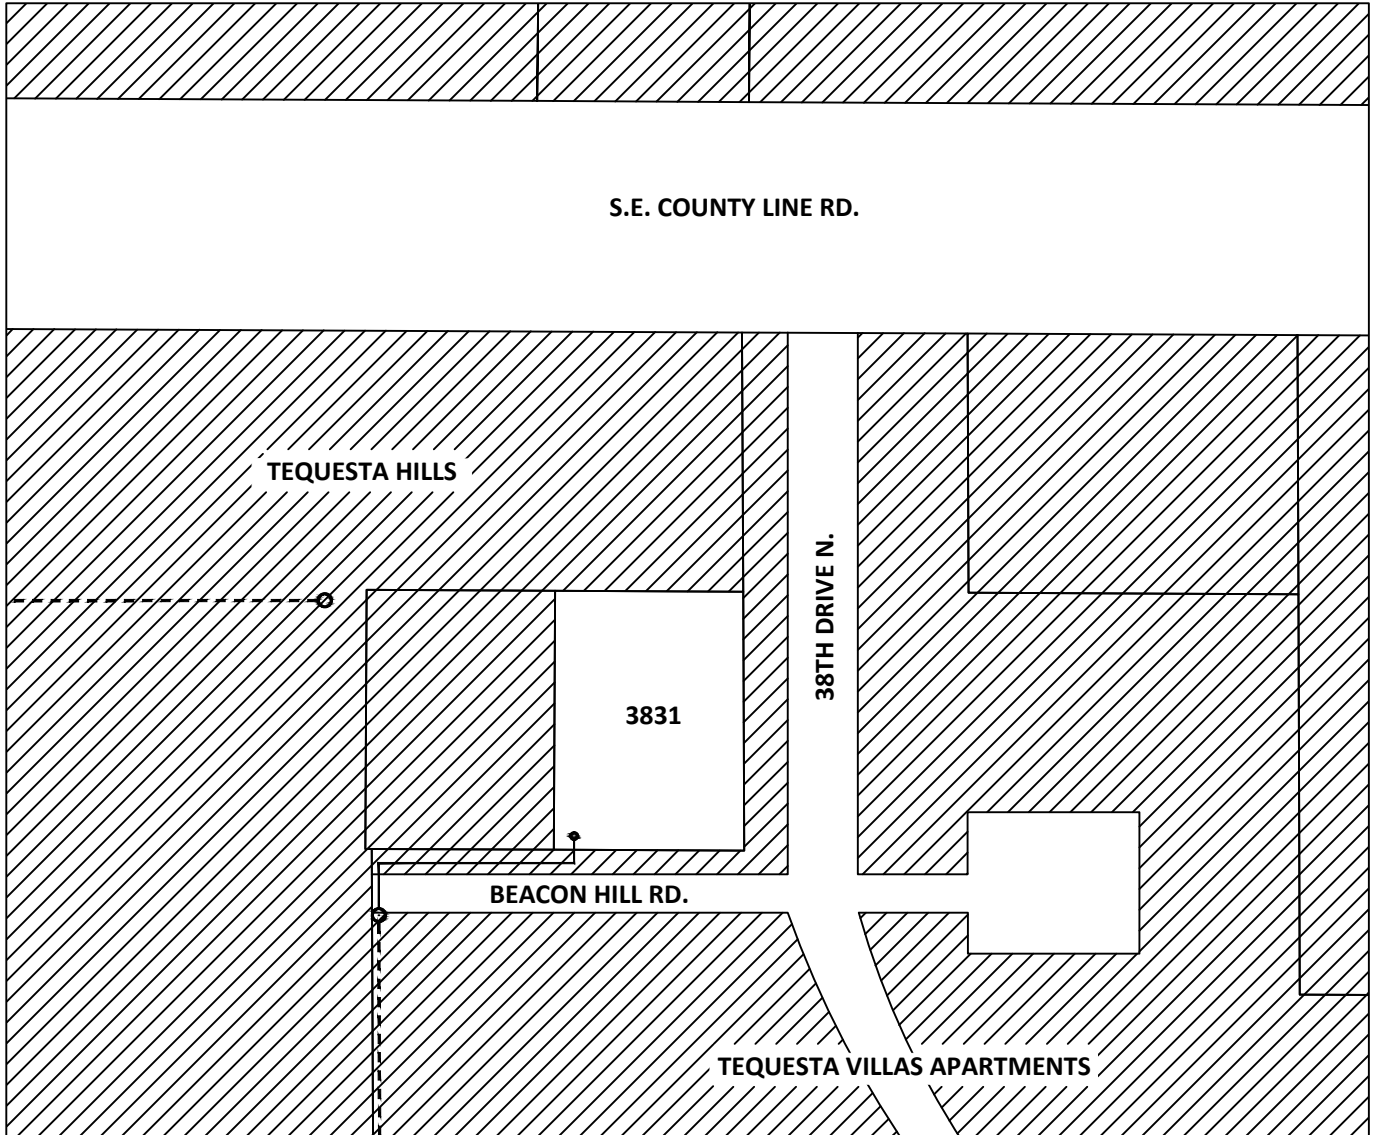 S.E. COUNTY LINE RD.
TEQUESTA HILLS
38TH DRIVE N.
3831
BEACON HILL RD.
TEQUESTA VILLAS APARTMENTS